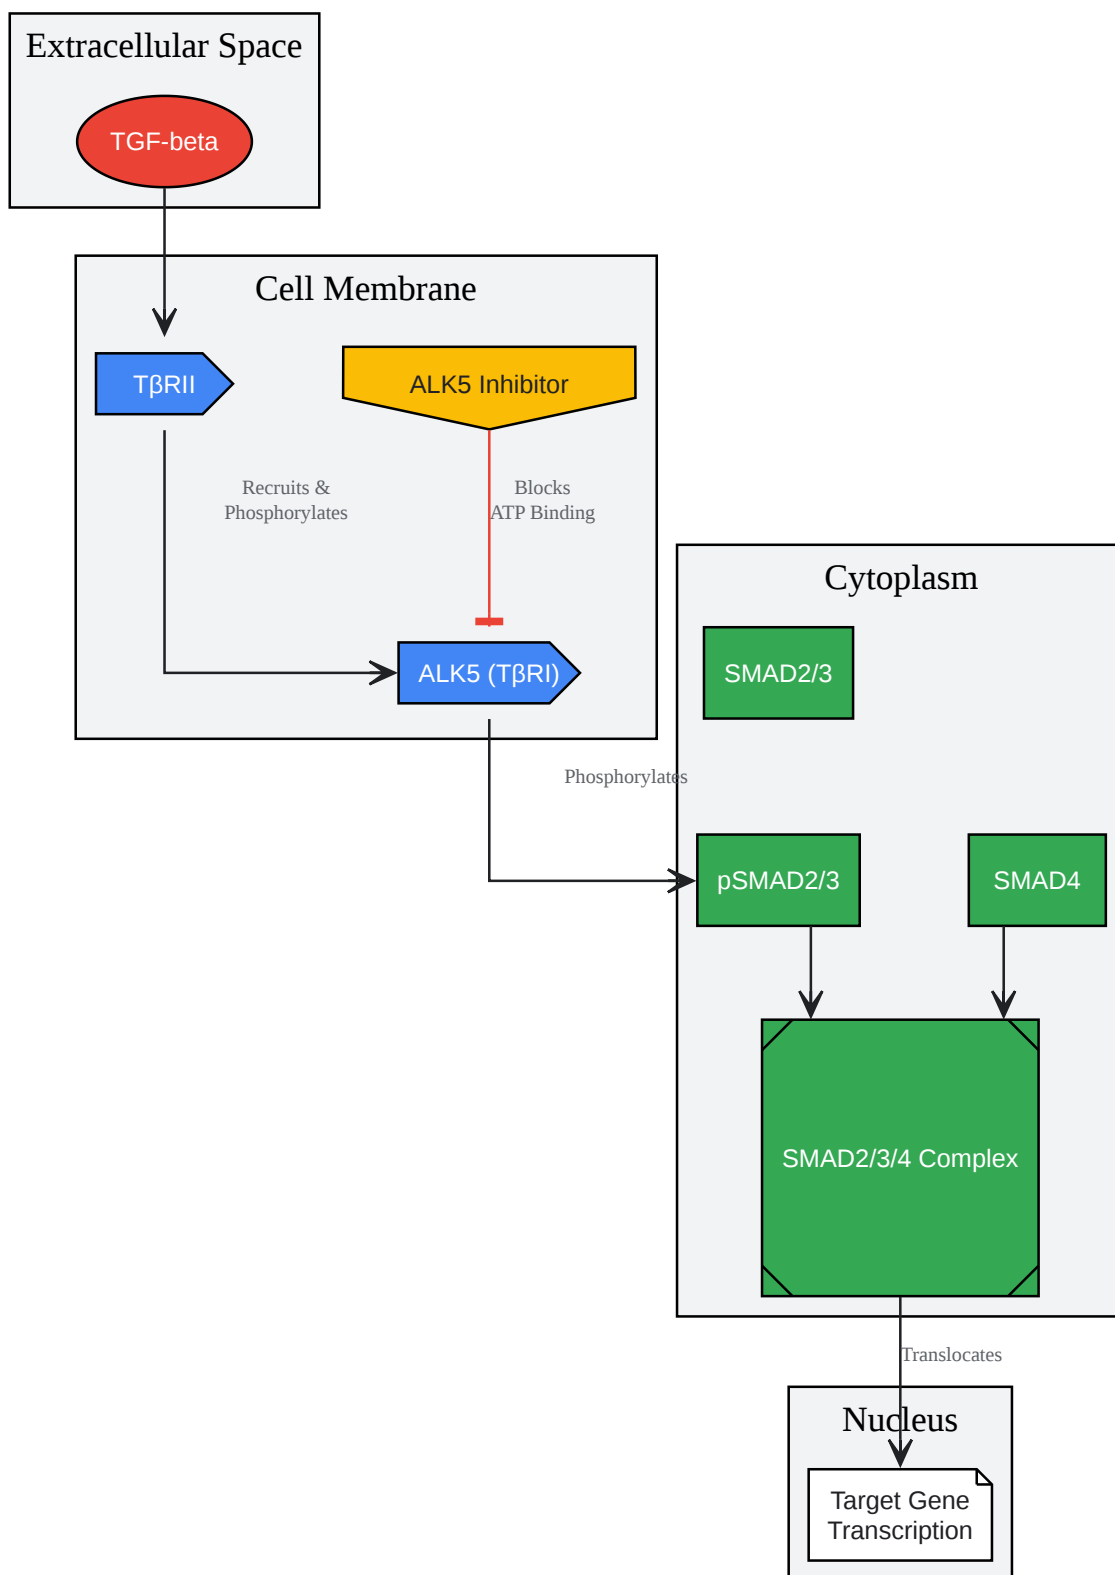 Extracellular Space
TGF-beta
Cell Membrane
TβRII
ALK5 Inhibitor
Recruits &
Phosphorylates
Blocks
ATP Binding
ALK5 (TβRI)
Phosphorylates
Cytoplasm
SMAD2/3
pSMAD2/3
SMAD4
SMAD2/3/4 Complex
Translocates
Nucleus
Target Gene
Transcription